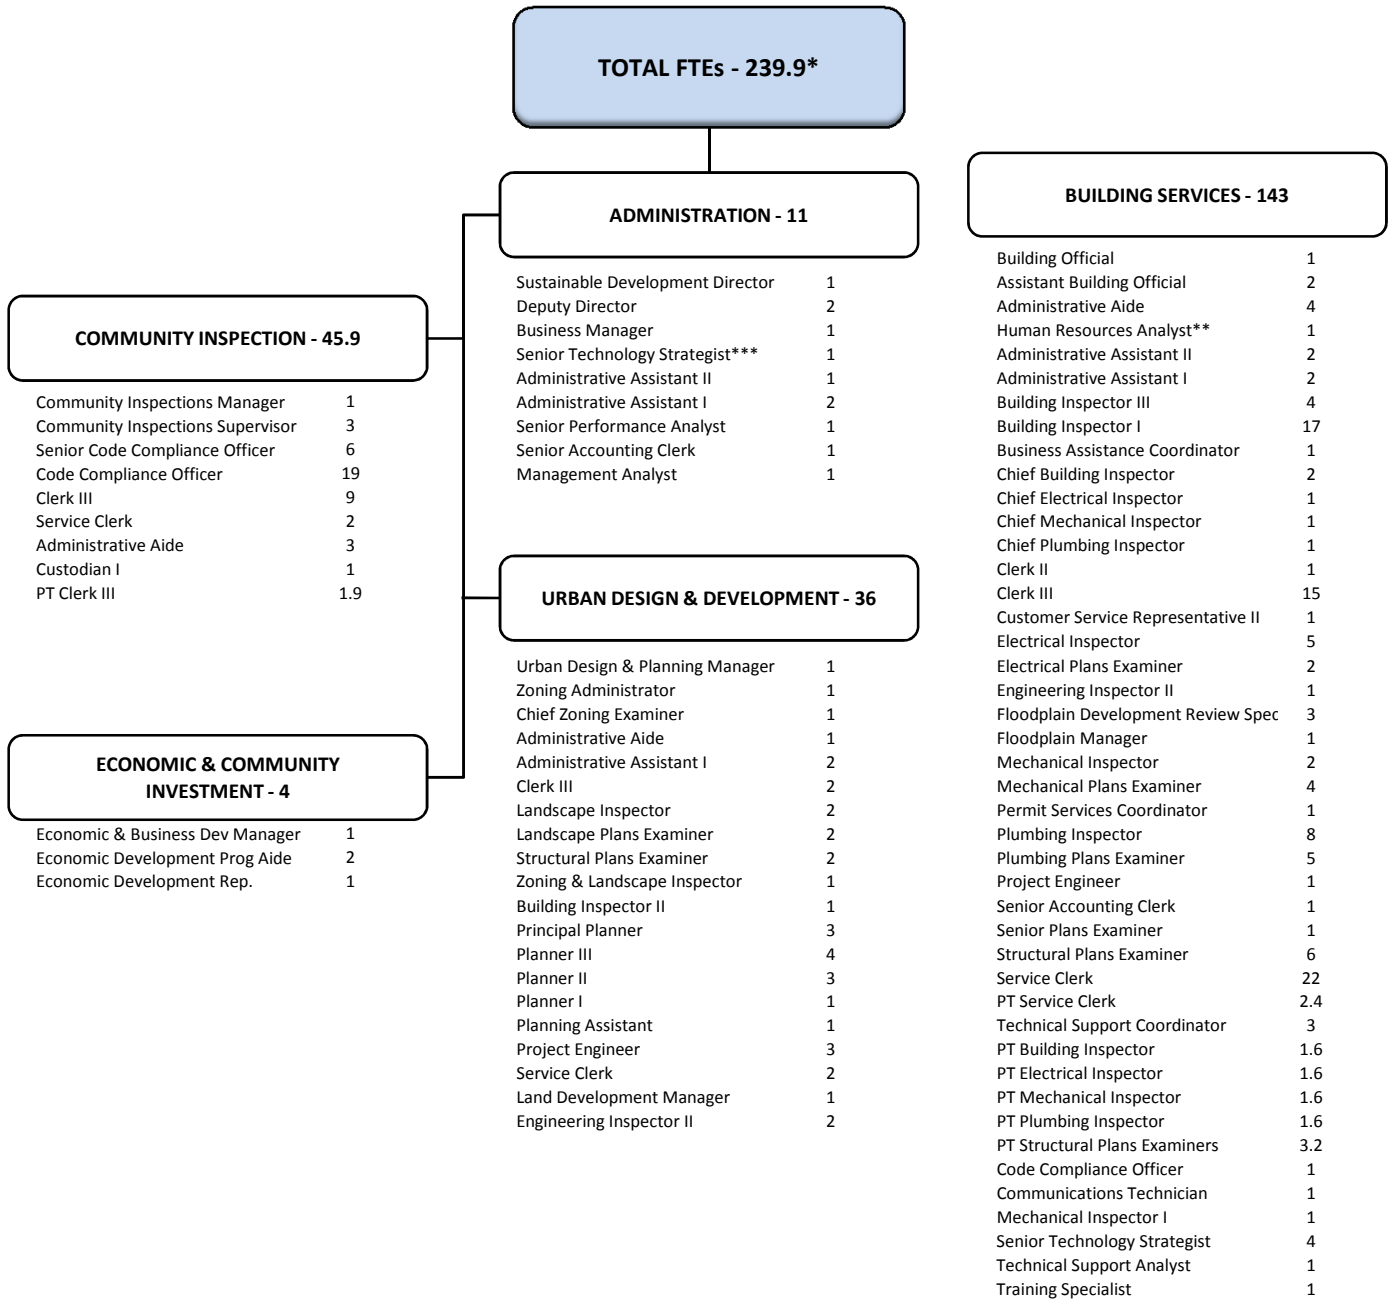 TOTAL FTEs - 239.9*
ADMINISTRATION - 11
Sustainable Development Director 1
Deputy Director 2
Business Manager 1
Senior Technology Strategist*** 1
Administrative Assistant II 1
Administrative Assistant I 2
Senior Performance Analyst 1
Senior Accounting Clerk 1
Management Analyst 1
COMMUNITY INSPECTION - 45.9
Community Inspections Manager 1
Community Inspections Supervisor 3
Senior Code Compliance Officer 6
Code Compliance Officer 19
Clerk III 9
Service Clerk 2
Administrative Aide 3
Custodian I 1
PT Clerk III 1.9
URBAN DESIGN & DEVELOPMENT - 36
Urban Design & Planning Manager 1
Zoning Administrator 1
Chief Zoning Examiner 1
Administrative Aide 1
Administrative Assistant I 2
Clerk III 2
Landscape Inspector 2
Landscape Plans Examiner 2
Structural Plans Examiner 2
Zoning & Landscape Inspector 1
Building Inspector II 1
Principal Planner 3
Planner III 4
Planner II 3
Planner I 1
Planning Assistant 1
Project Engineer 3
Service Clerk 2
Land Development Manager 1
Engineering Inspector II 2
ECONOMIC & COMMUNITY
INVESTMENT - 4
Economic & Business Dev Manager 1
Economic Development Prog Aide 2
Economic Development Rep. 1
BUILDING SERVICES - 143
Building Official 1
Assistant Building Official 2
Administrative Aide 4
Human Resources Analyst** 1
Administrative Assistant II 2
Administrative Assistant I 2
Building Inspector III 4
Building Inspector I 17
Business Assistance Coordinator 1
Chief Building Inspector 2
Chief Electrical Inspector 1
Chief Mechanical Inspector 1
Chief Plumbing Inspector 1
Clerk II 1
Clerk III 15
Customer Service Representative II 1
Electrical Inspector 5
Electrical Plans Examiner 2
Engineering Inspector II 1
Floodplain Development Review Spec 3
Floodplain Manager 1
Mechanical Inspector 2
Mechanical Plans Examiner 4
Permit Services Coordinator 1
Plumbing Inspector 8
Plumbing Plans Examiner 5
Project Engineer 1
Senior Accounting Clerk 1
Senior Plans Examiner 1
Structural Plans Examiner 6
Service Clerk 22
PT Service Clerk 2.4
Technical Support Coordinator 3
PT Building Inspector 1.6
PT Electrical Inspector 1.6
PT Mechanical Inspector 1.6
PT Plumbing Inspector 1.6
PT Structural Plans Examiners 3.2
Code Compliance Officer 1
Communications Technician 1
Mechanical Inspector I 1
Senior Technology Strategist 4
Technical Support Analyst 1
Training Specialist 1